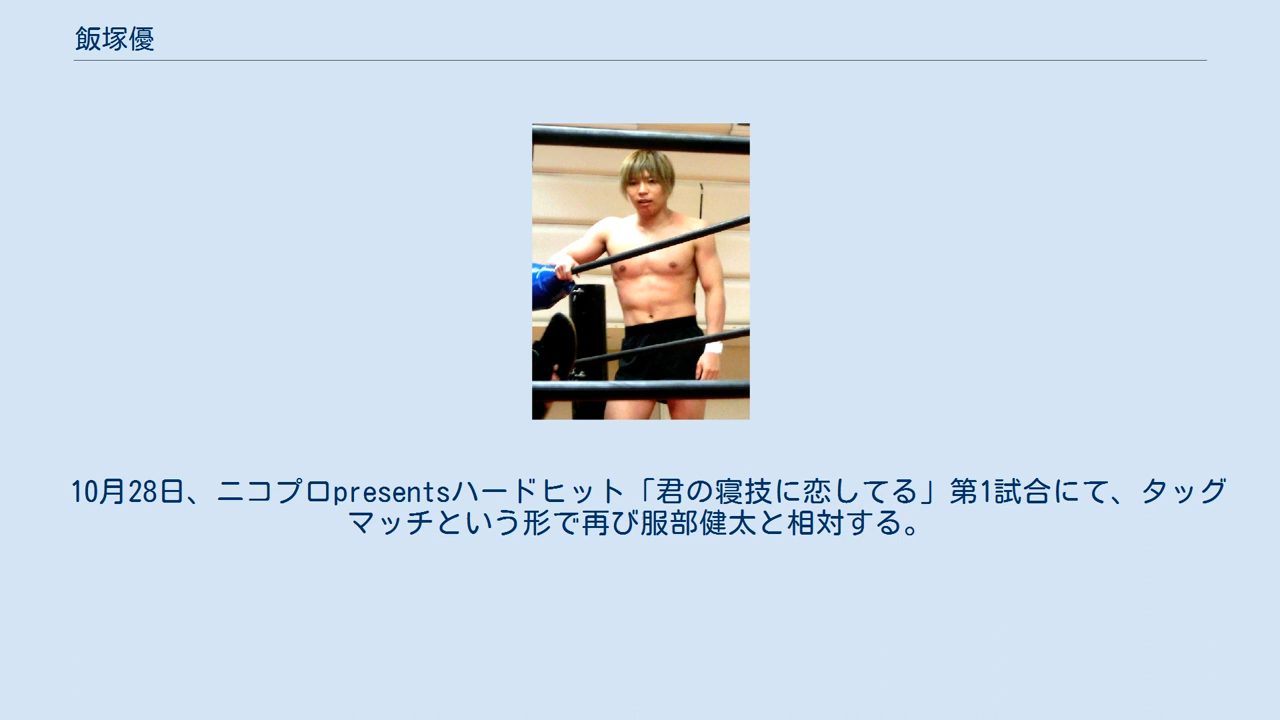 飯塚優
10月28日、ニコプロpresentsハードヒット「君の寝技に恋してる」第1試合にて、タッグ
マッチという形で再び服部健太と相対する。